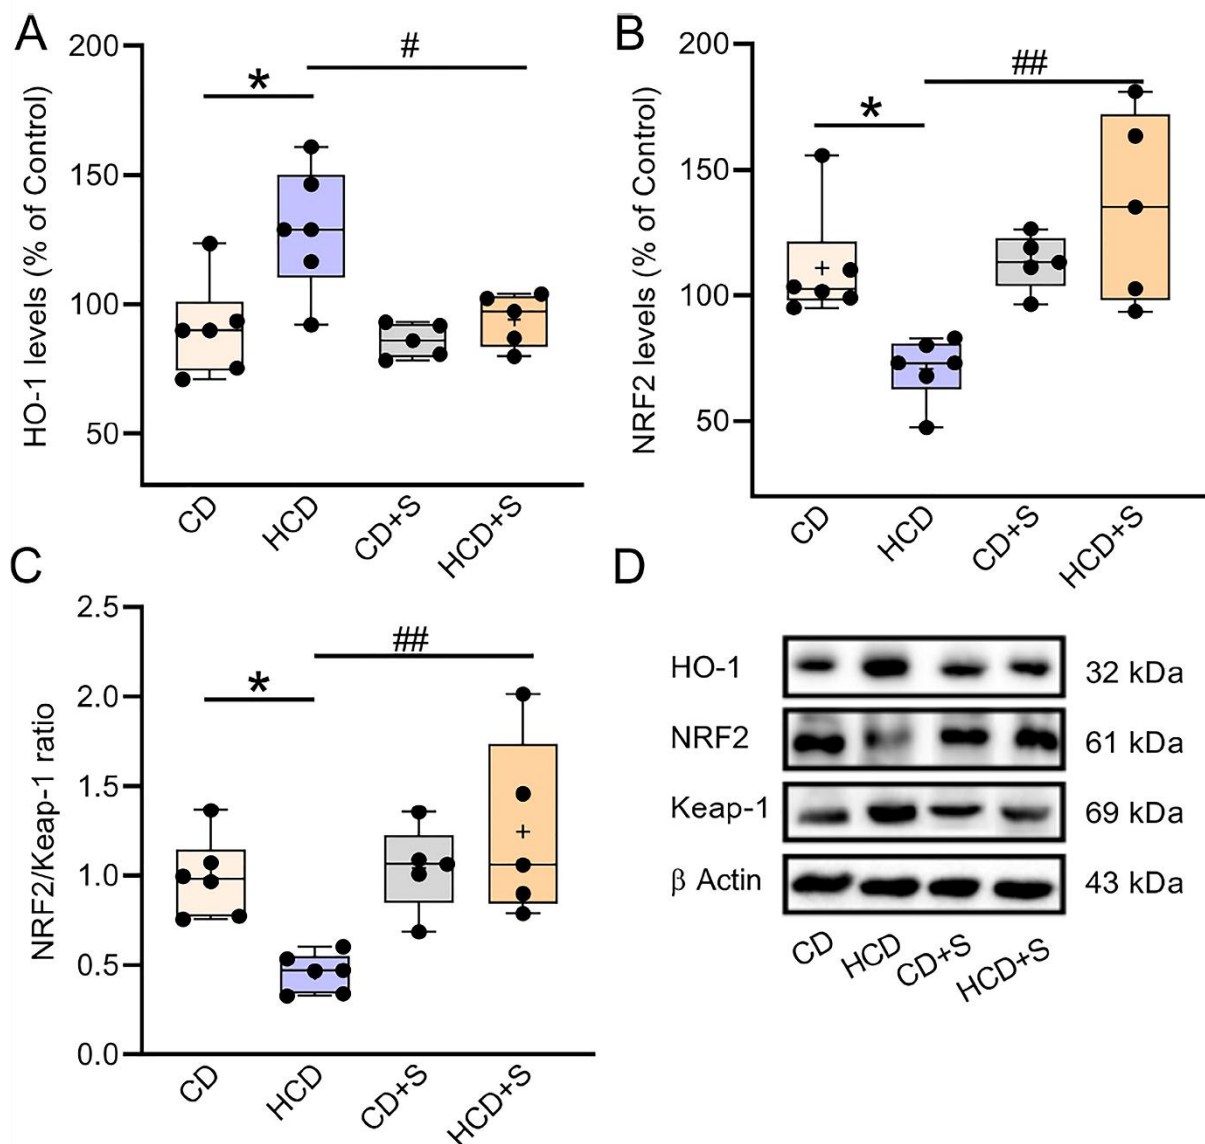 A
HO-1 levels (% of Control)
200
150
100
50
*
#
CD
HCD
CD+S
HCD+S
B
NRF2 levels (% of Control)
200
150
100
50
*
##
CD
HCD
CD+S
HCD+S
C
NRF2/Keap-1 ratio
2.5
2.0
1.5
1.0
0.5
0.0
*
##
CD
HCD
CD+S
HCD+S
D
HO-1 32 kDa
NRF2 61 kDa
Keap-1 69 kDa
β Actin 43 kDa
CD
HCD
CD+S
HCD+S